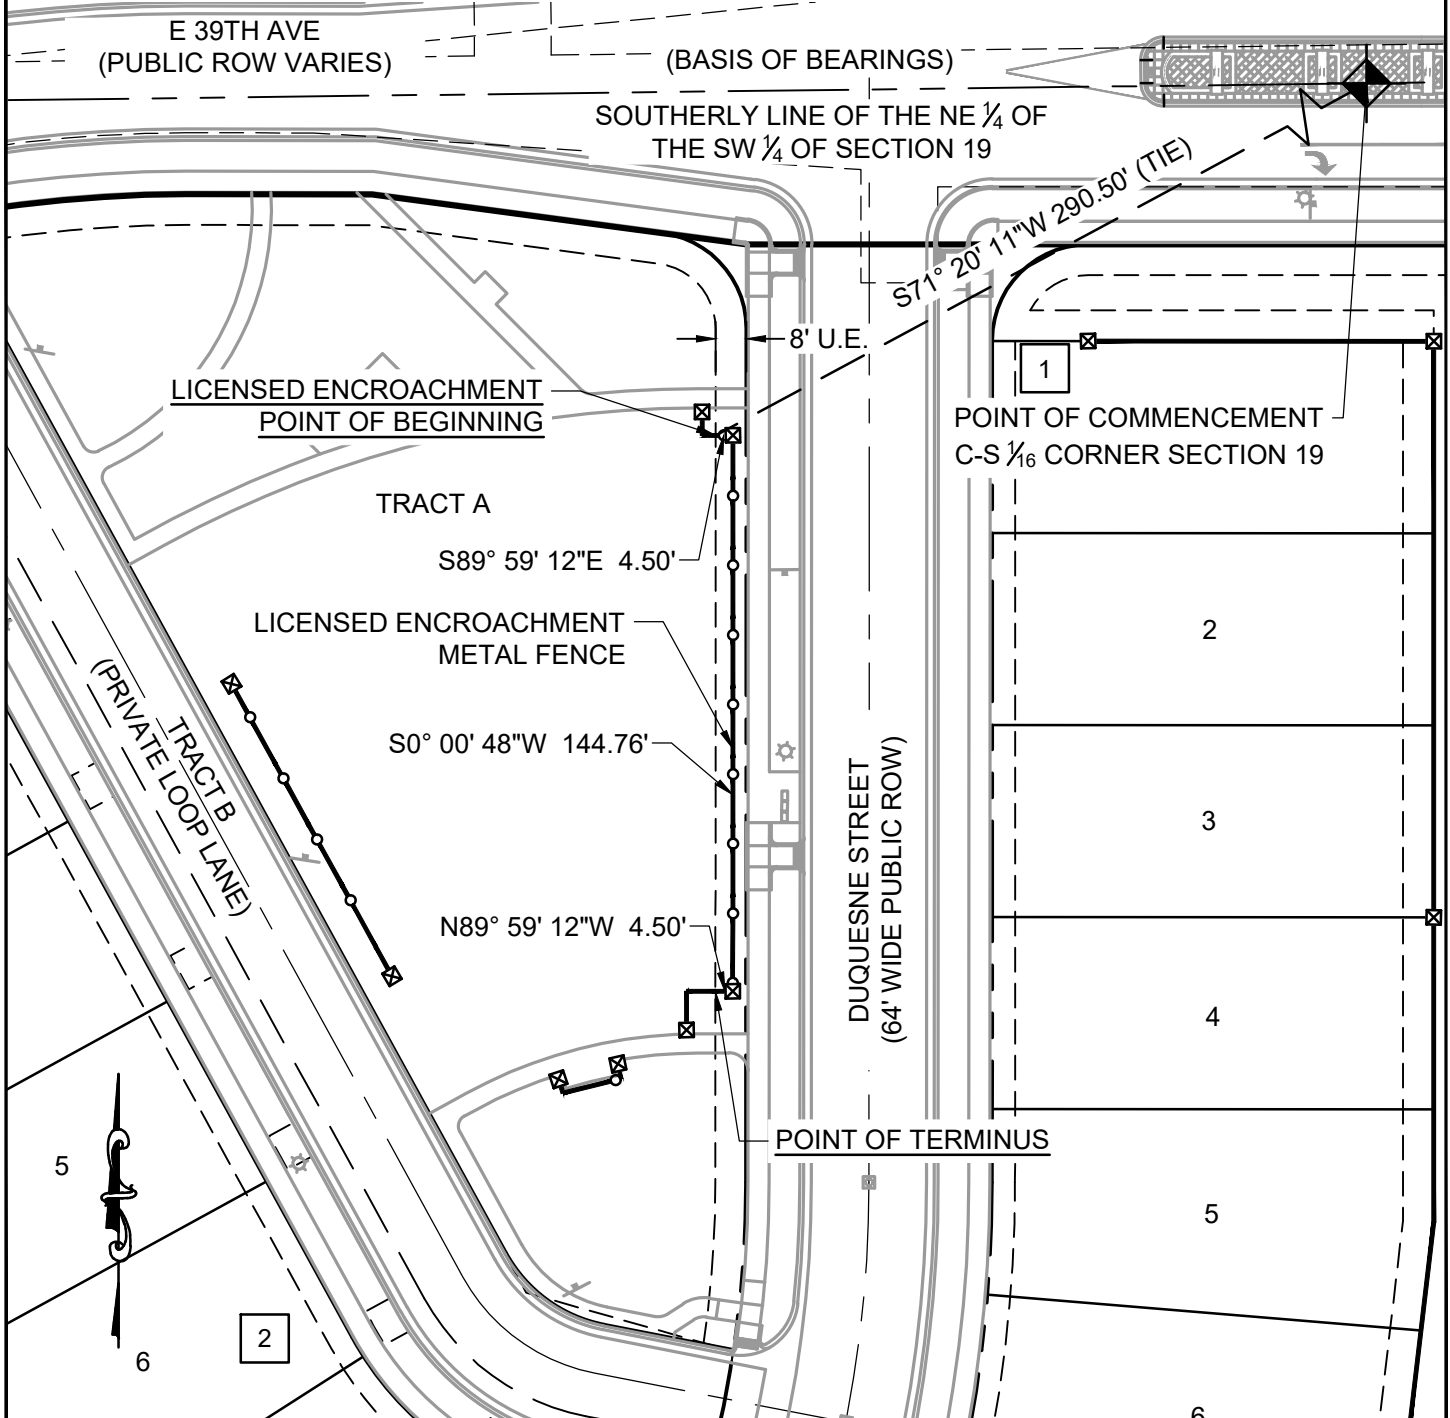 E 39TH AVE
(PUBLIC ROW VARIES)
(BASIS OF BEARINGS)
SOUTHERLY LINE OF THE NE 1/4 OF
THE SW 1/4 OF SECTION 19
S71° 20' 11"W 290.50' (TIE)
8' U.E.
1
LICENSED ENCROACHMENT
POINT OF BEGINNING
POINT OF COMMENCEMENT
C-S 1/16 CORNER SECTION 19
TRACT A
S89° 59' 12"E 4.50'
LICENSED ENCROACHMENT
METAL FENCE
2
S0° 00' 48"W 144.76'
TRACT B
(PRIVATE LOOP LANE)
DUQUESNE STREET
(64' WIDE PUBLIC ROW)
3
N89° 59' 12"W 4.50'
4
POINT OF TERMINUS
5
5
2
6
6